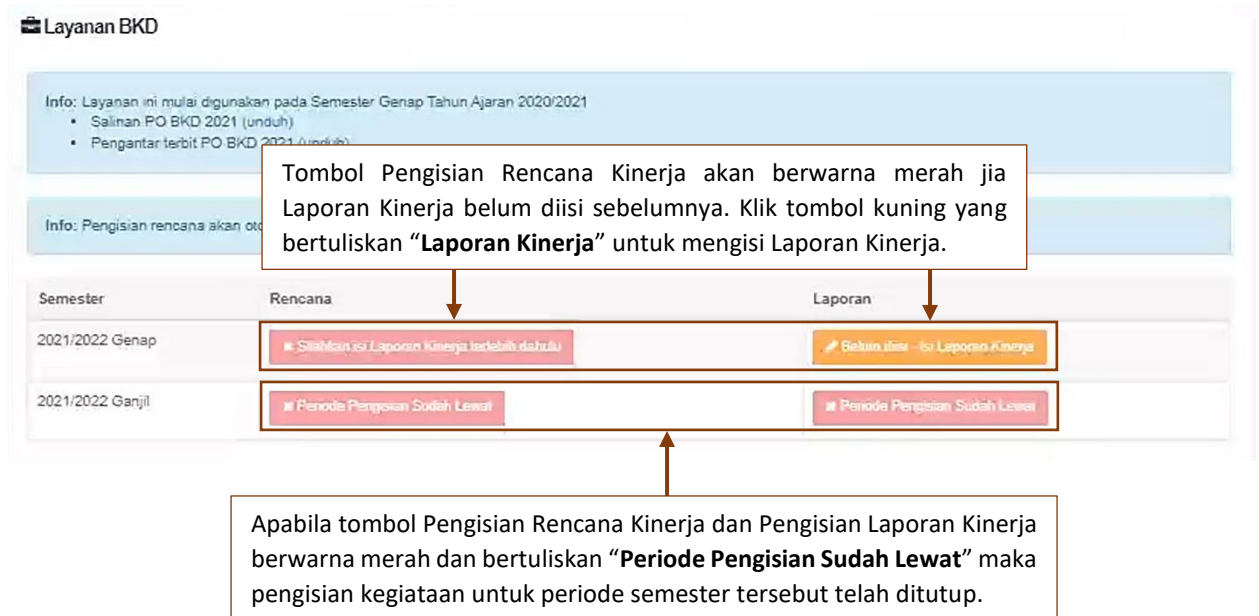 Layanan BKD
Info: Layanan ini mulai digunakan pada Semester Genap Tahun Ajaran 2020/2021
• Salinan PO BKD 2021 (unduh)
• Pengantar terbit PO BKD 2021 (unduh)
Tombol Pengisian Rencana Kinerja akan berwarna merah jia
Laporan Kinerja belum diisi sebelumnya. Klik tombol kuning yang
bertuliskan “Laporan Kinerja” untuk mengisi Laporan Kinerja.
Info: Pengisian rencana akan oto
Semester Rencana Laporan
2021/2022 Genap Silahkan isi Laporan Kinerja terlebih dahulu Belum diisi - Isi Laporan Kinerja
2021/2022 Ganjil Periode Pengisian Sudah Lewat Periode Pengisian Sudah Lewat
Apabila tombol Pengisian Rencana Kinerja dan Pengisian Laporan Kinerja
berwarna merah dan bertuliskan “Periode Pengisian Sudah Lewat” maka
pengisian kegiataan untuk periode semester tersebut telah ditutup.